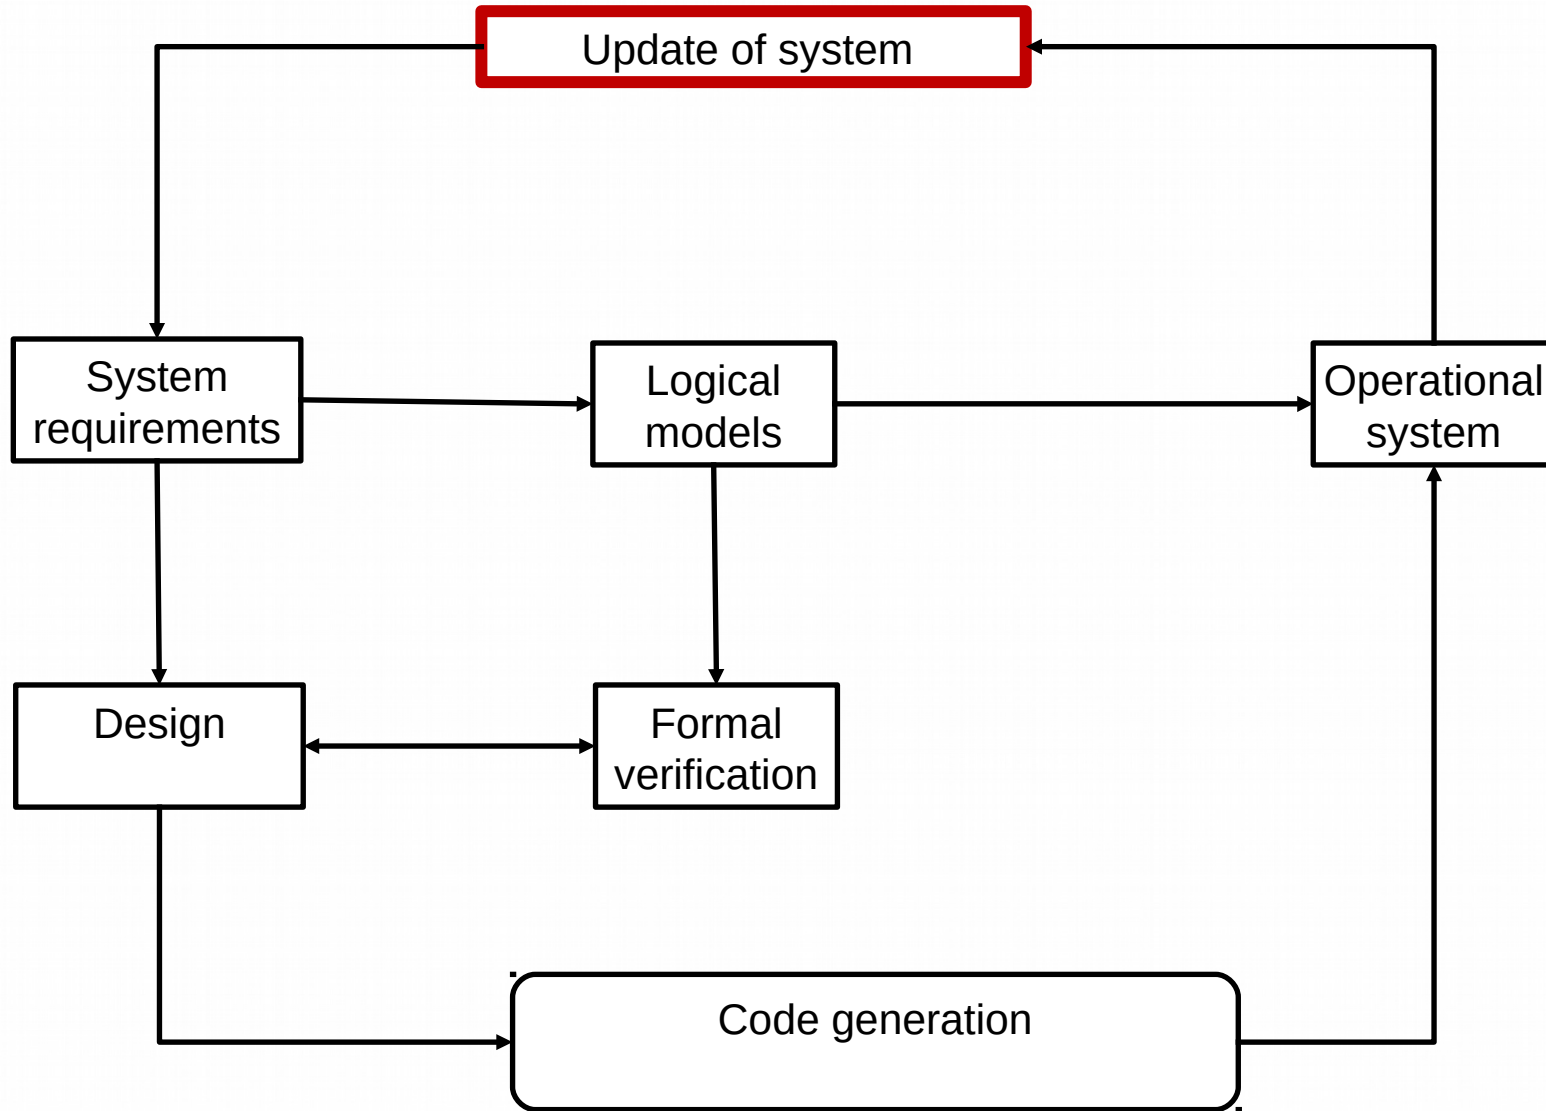 Update of system
System
requirements
Logical
models
Operational
system
Design
Formal
verification
Code generation